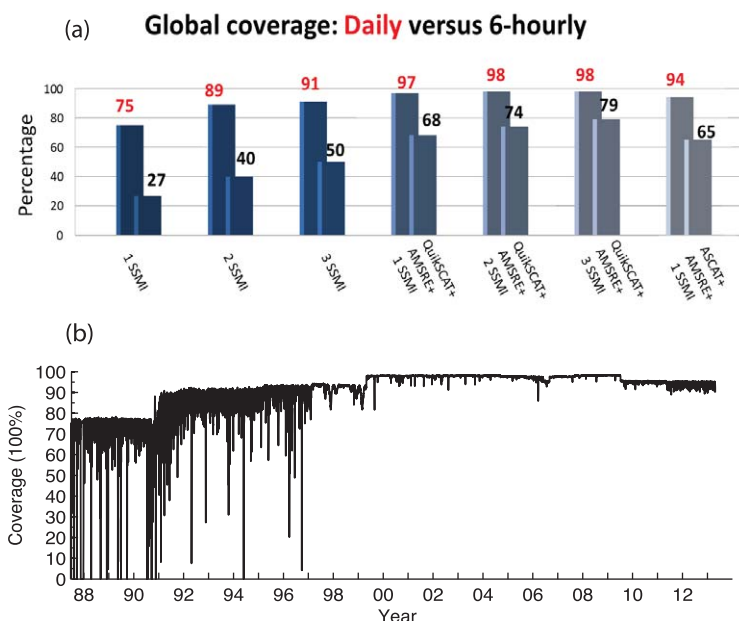 (a)
Global coverage: Daily versus 6-hourly
Percentage
100
80
60
40
20
0
75
27
89
40
91
50
97
68
98
74
98
79
94
65
1 SSMI
2 SSMI
3 SSMI
QuikSCAT+
AMSRE+
1 SSMI
QuikSCAT+
AMSRE+
2 SSMI
QuikSCAT+
AMSRE+
3 SSMI
ASCAT+
AMSRE+
1 SSMI
(b)
Coverage (100%)
100
90
80
70
60
50
40
30
20
10
0
88 90 92 94 96 98 00 02 04 06 08 10 12
Year